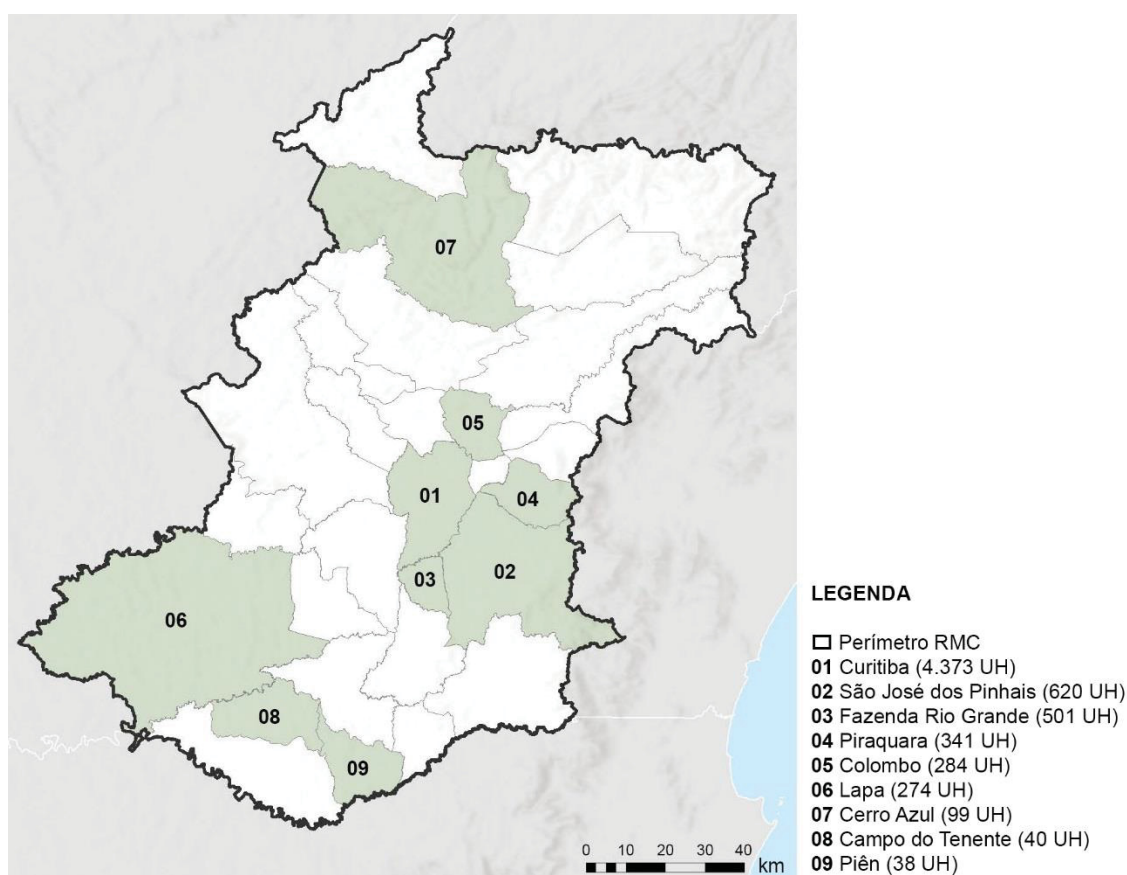 07
05
01
04
03
02
06
08
09
0 10 20 30 40
km
LEGENDA
Perímetro RMC
01 Curitiba (4.373 UH)
02 São José dos Pinhais (620 UH)
03 Fazenda Rio Grande (501 UH)
04 Piraquara (341 UH)
05 Colombo (284 UH)
06 Lapa (274 UH)
07 Cerro Azul (99 UH)
08 Campo do Tenente (40 UH)
09 Piên (38 UH)